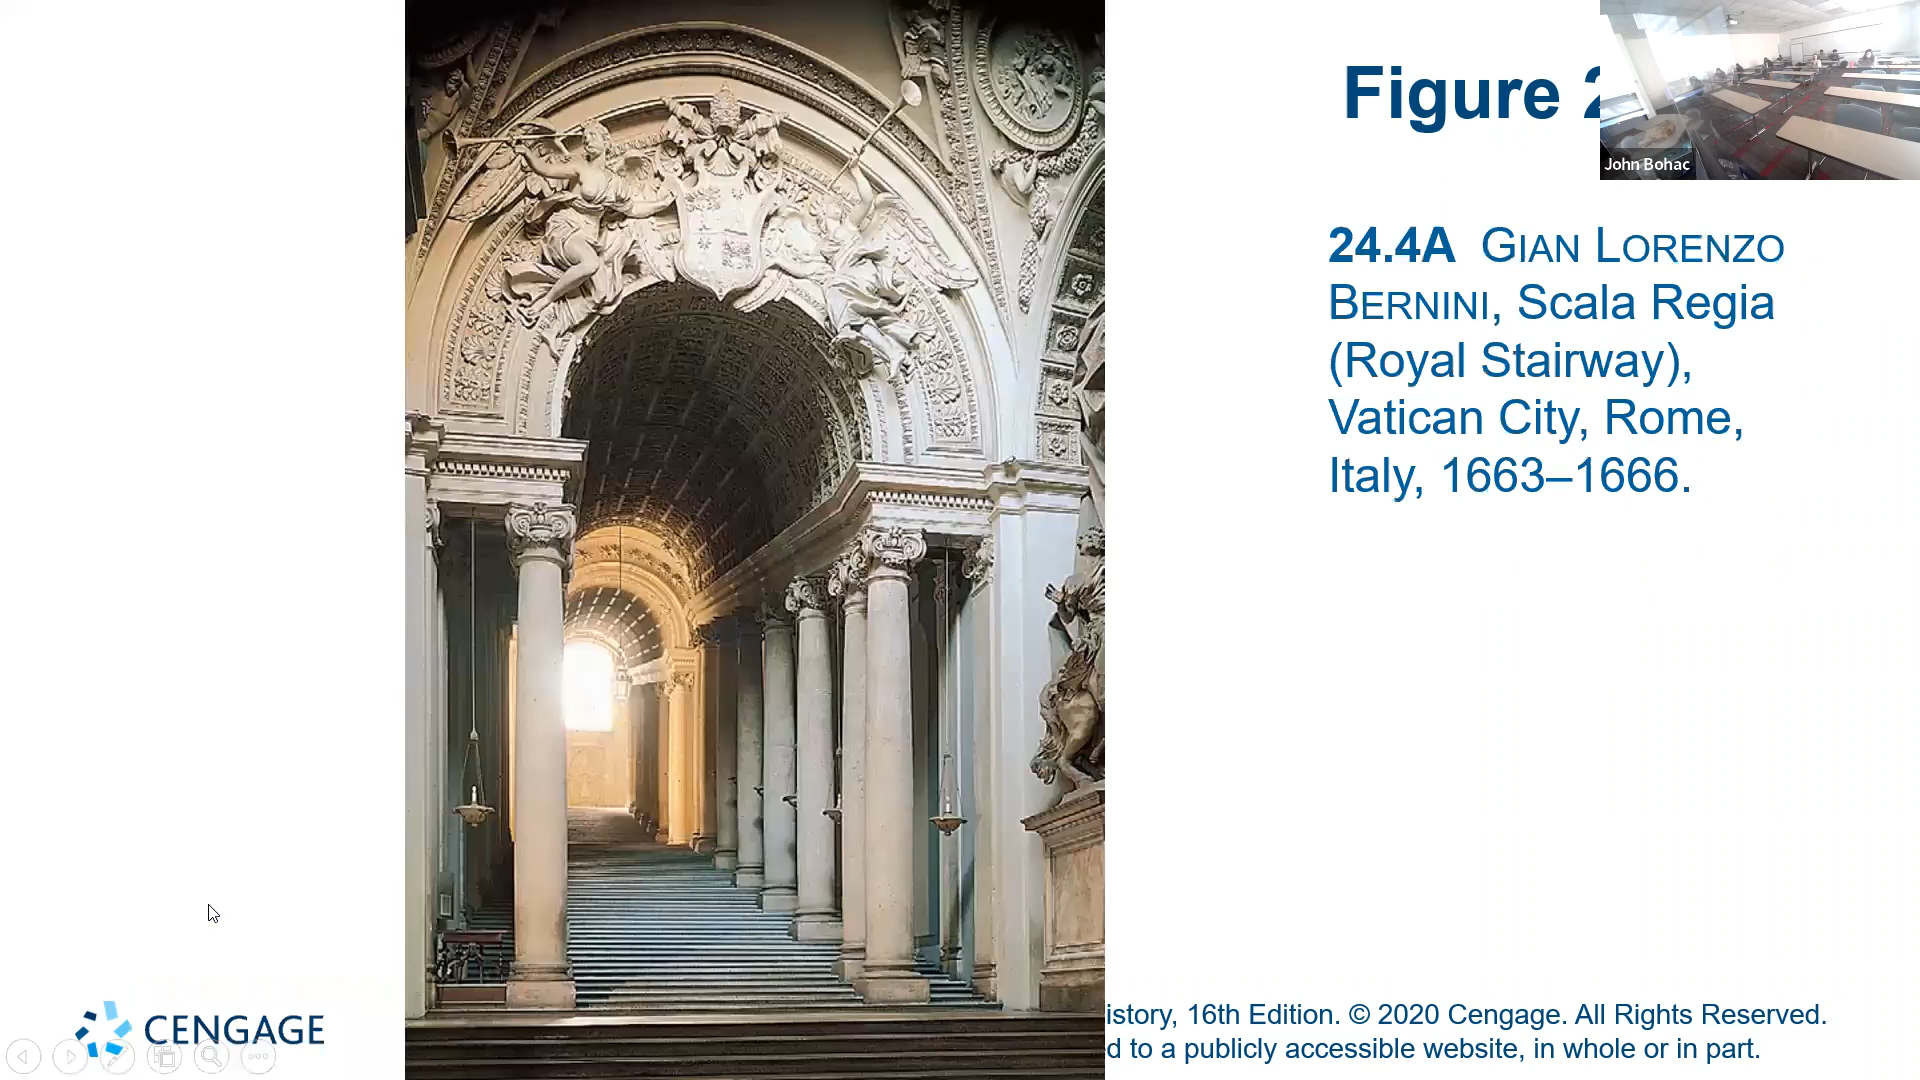 Figure 2
John Bohac
24.4A GIAN LORENZO
BERNINI, Scala Regia
(Royal Stairway),
Vatican City, Rome,
Italy, 1663–1666.
CENGAGE
istory, 16th Edition. © 2020 Cengage. All Rights Reserved.
d to a publicly accessible website, in whole or in part.